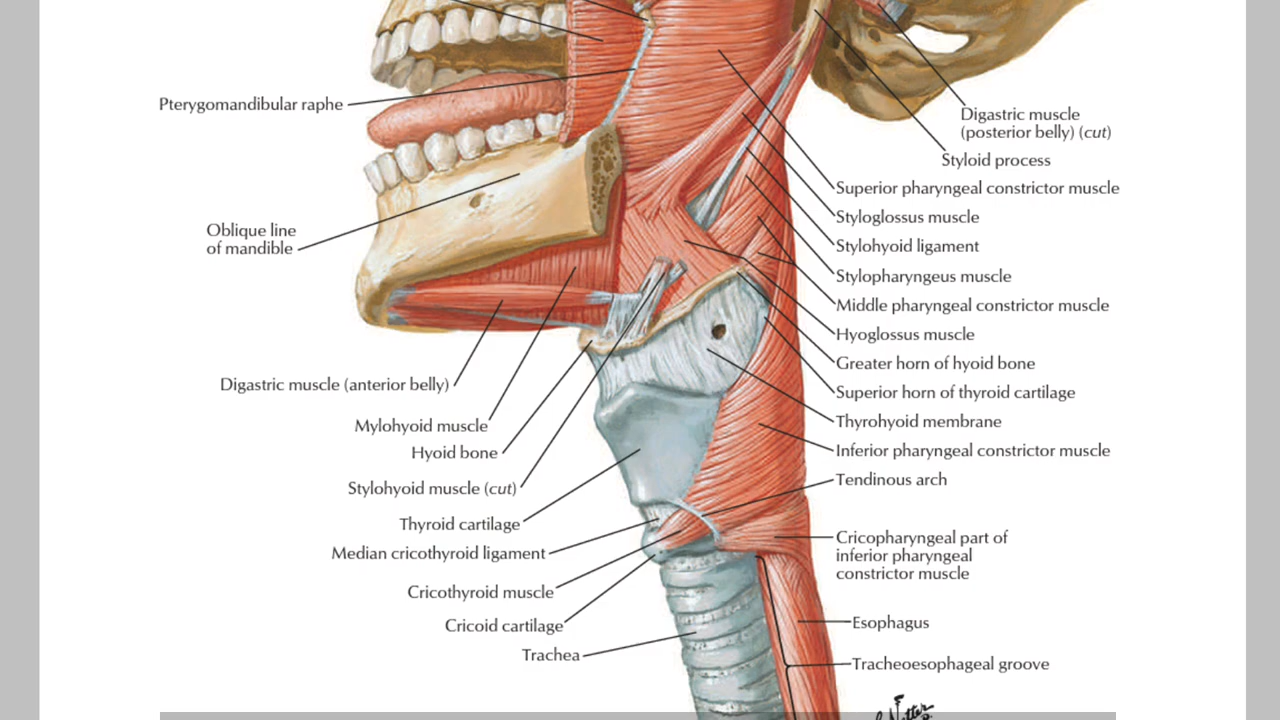 Pterygomandibular raphe
Oblique line
of mandible
Digastric muscle (anterior belly)
Mylohyoid muscle
Hyoid bone
Stylohyoid muscle (cut)
Thyroid cartilage
Median cricothyroid ligament
Cricothyroid muscle
Cricoid cartilage
Trachea
Digastric muscle
(posterior belly) (cut)
Styloid process
Superior pharyngeal constrictor muscle
Styloglossus muscle
Stylohyoid ligament
Stylopharyngeus muscle
Middle pharyngeal constrictor muscle
Hyoglossus muscle
Greater horn of hyoid bone
Superior horn of thyroid cartilage
Thyrohyoid membrane
Inferior pharyngeal constrictor muscle
Tendinous arch
Cricopharyngeal part of
inferior pharyngeal
constrictor muscle
Esophagus
Tracheoesophageal groove